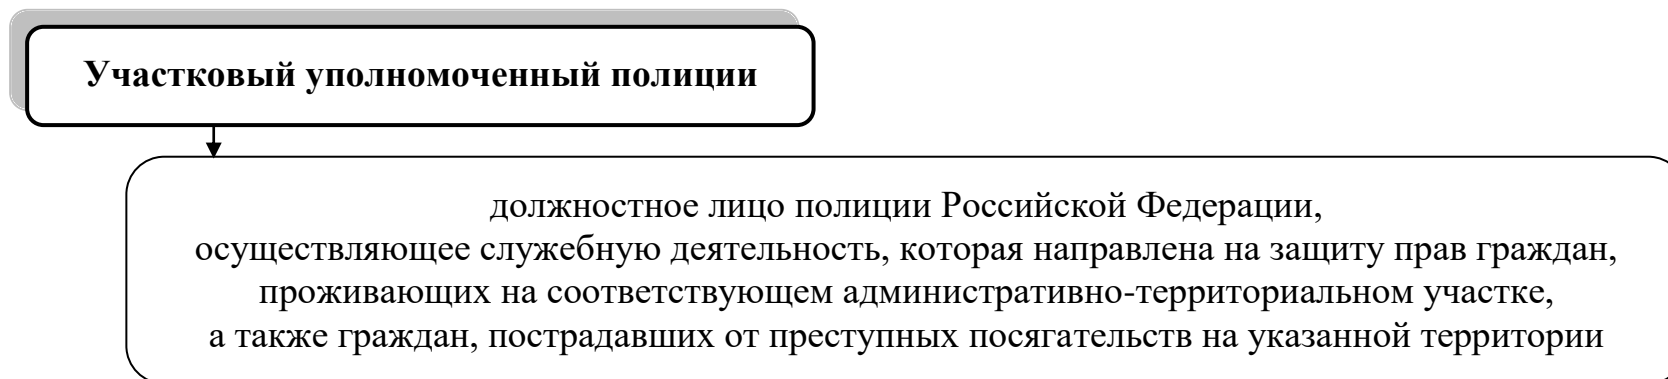 Участковый уполномоченный полиции
должностное лицо полиции Российской Федерации,
осуществляющее служебную деятельность, которая направлена на защиту прав граждан,
проживающих на соответствующем административно-территориальном участке,
а также граждан, пострадавших от преступных посягательств на указанной территории